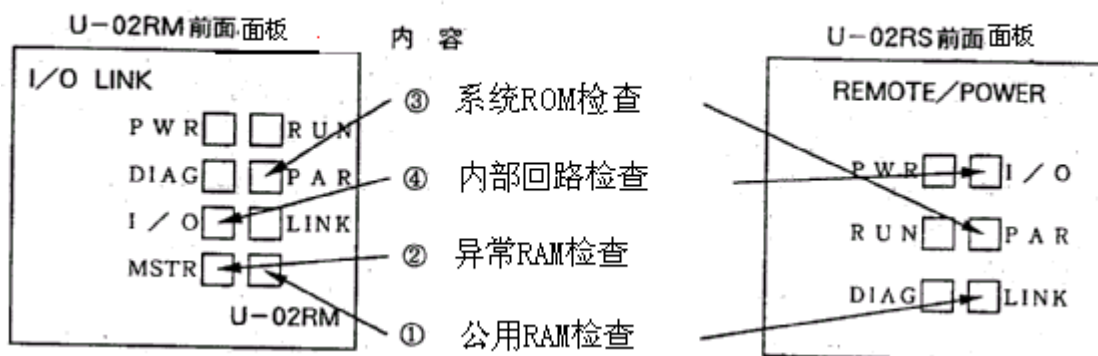 U-02RM前面面板
内 容
U-02RS前面面板
I/O LINK
PWR
RUN
DIAG
PAR
I/O
LINK
MSTR
U-02RM
③ 系统ROM检查
④ 内部回路检查
② 异常RAM检查
① 公用RAM检查
REMOTE/POWER
PWR
I/O
RUN
PAR
DIAG
LINK